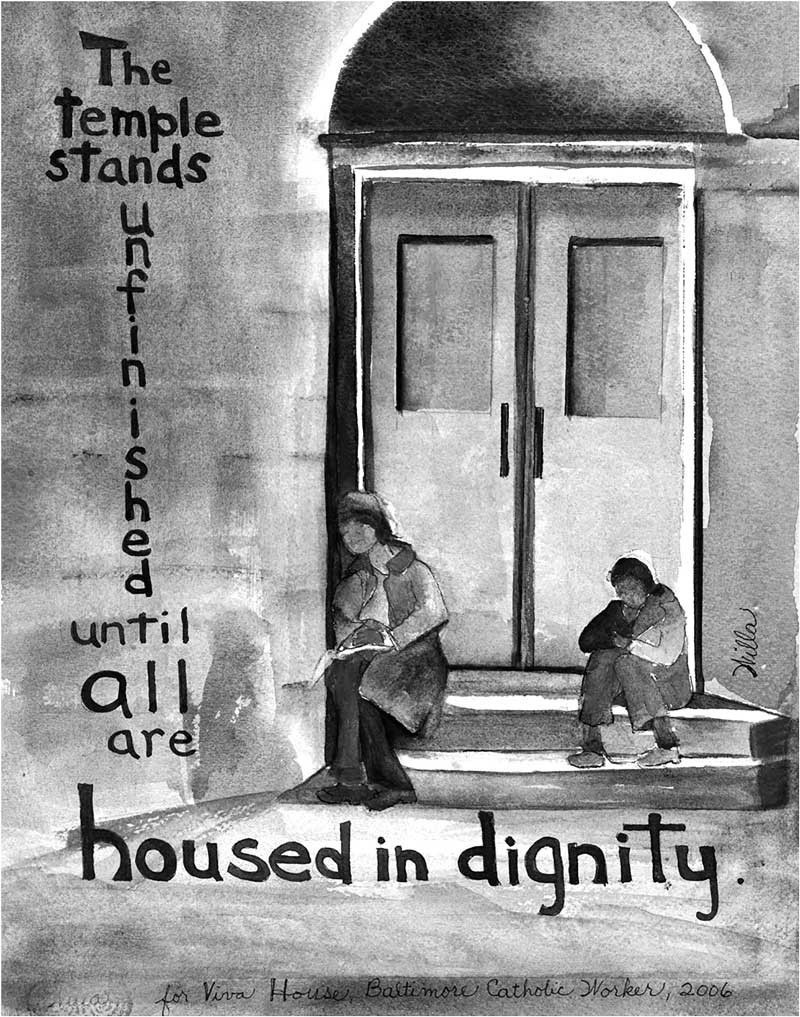 The
temple
stands
unfinished
until
all
are
housed in dignity.
Willa
for Viva House, Baltimore Catholic Worker, 2006